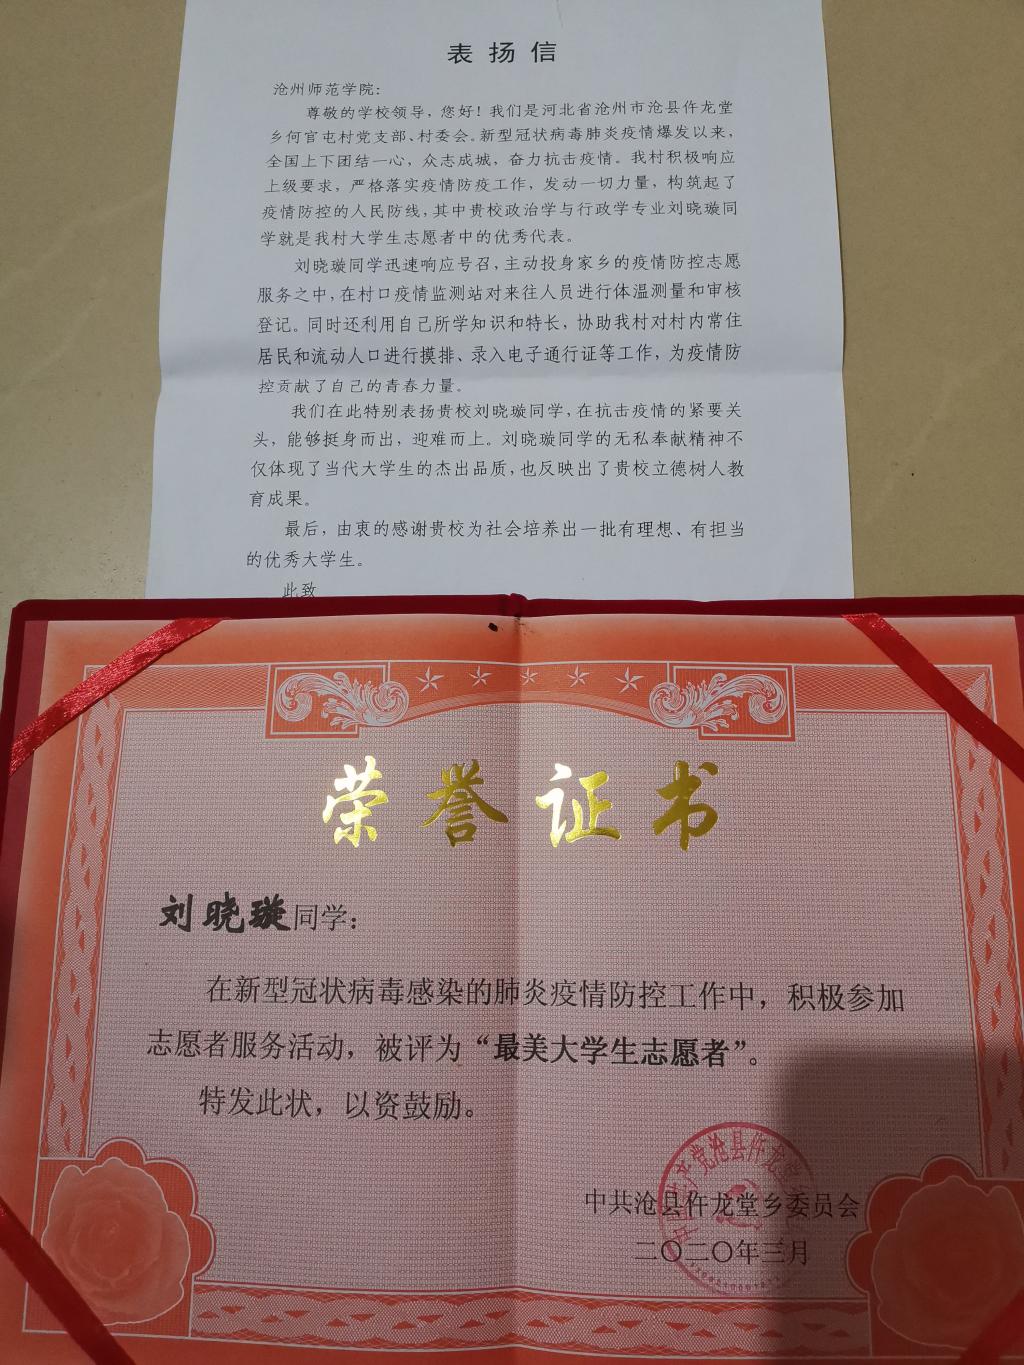 表扬信
沧州师范学院：
尊敬的学校领导，您好！我们是河北省沧州市沧县仵龙堂
乡何官屯村党支部、村委会。新型冠状病毒肺炎疫情爆发以来，
全国上下团结一心，众志成城，奋力抗击疫情。我村积极响应
上级要求，严格落实疫情防疫工作，发动一切力量，构筑起了
疫情防控的人民防线，其中贵校政治学与行政学专业刘晓璇同
学就是我村大学生志愿者中的优秀代表。
刘晓璇同学迅速响应号召，主动投身家乡的疫情防控志愿
服务之中，在村口疫情监测站对来往人员进行体温测量和审核
登记。同时还利用自己所学知识和特长，协助我村对村内常住
居民和流动人口进行摸排、录入电子通行证等工作，为疫情防
控贡献了自己的青春力量。
我们在此特别表扬贵校刘晓璇同学，在抗击疫情的紧要关
头，能够挺身而出，迎难而上。刘晓璇同学的无私奉献精神不
仅体现了当代大学生的杰出品质，也反映出了贵校立德树人教
育成果。
最后，由衷的感谢贵校为社会培养出一批有理想、有担当
的优秀大学生。
此致
荣誉证书
刘晓璇同学：
在新型冠状病毒感染的肺炎疫情防控工作中，积极参加
志愿者服务活动，被评为“最美大学生志愿者”。
特发此状，以资鼓励。
中共沧县仵龙堂乡委员会
二〇二〇年三月